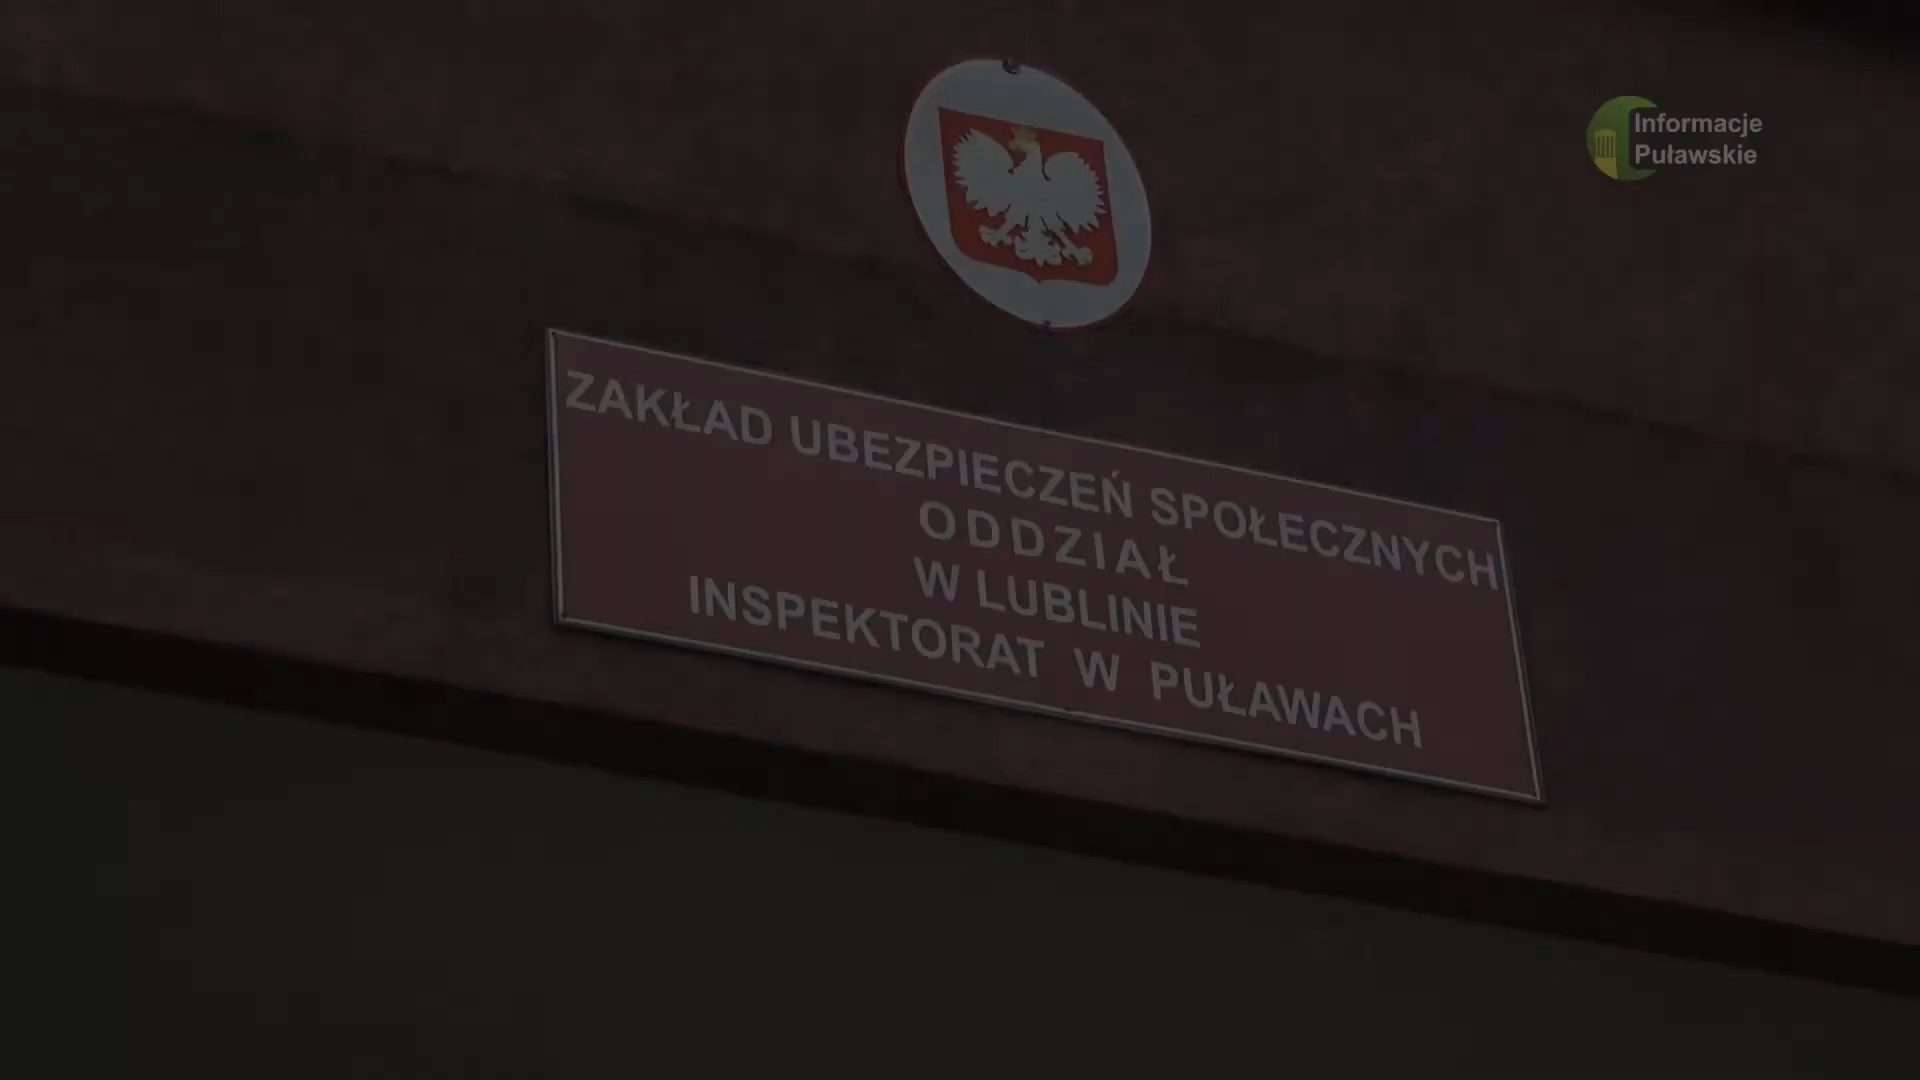 Informacje
Puławskie
ZAKŁAD UBEZPIECZEŃ SPOŁECZNYCH
ODDZIAŁ
W LUBLINIE
INSPEKTORAT W PUŁAWACH